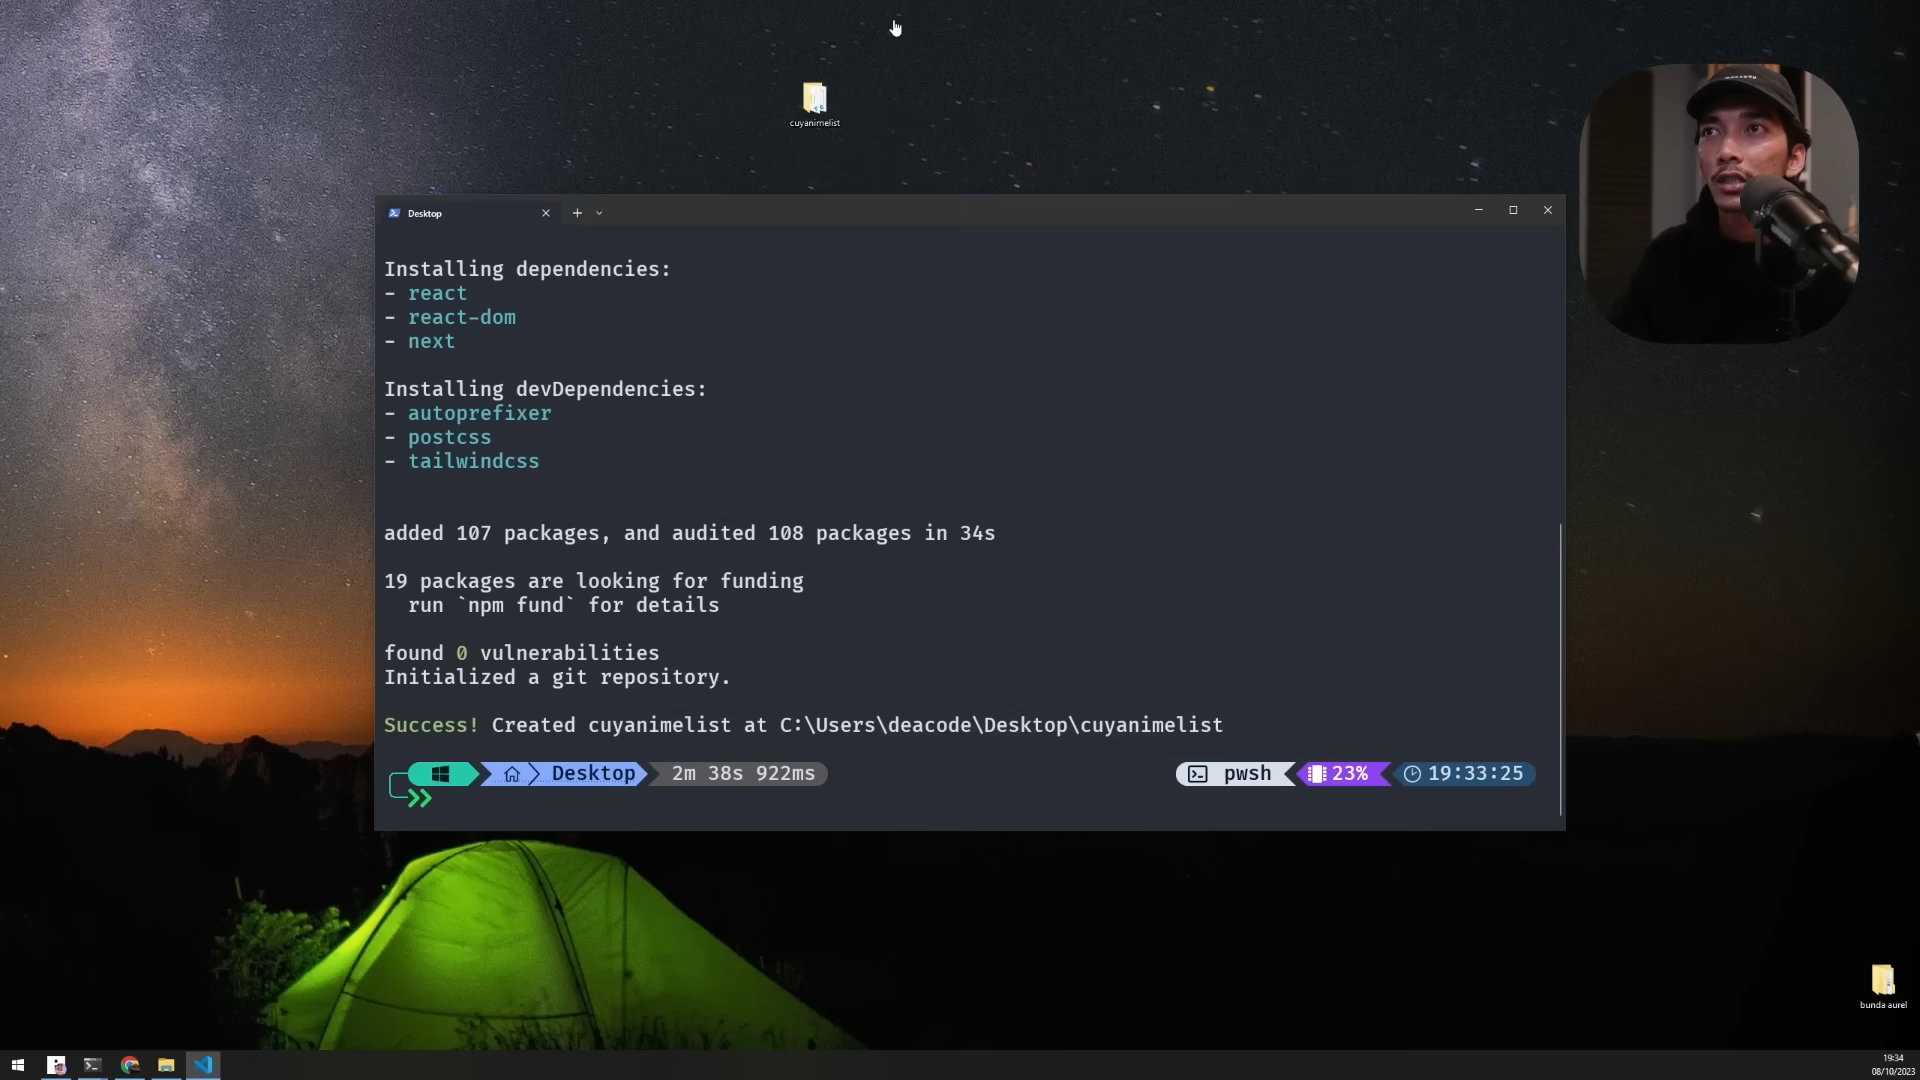 cuyanimelist
Desktop
Installing dependencies:
- react
- react-dom
- next
Installing devDependencies:
- autoprefixer
- postcss
- tailwindcss
added 107 packages, and audited 108 packages in 34s
19 packages are looking for funding
run `npm fund` for details
found 0 vulnerabilities
Initialized a git repository.
Success! Created cuyanimelist at C:\Users\deacode\Desktop\cuyanimelist
Desktop 2m 38s 922ms pwsh 23% 19:33:25
bunda aurel
19:34
08/10/2023